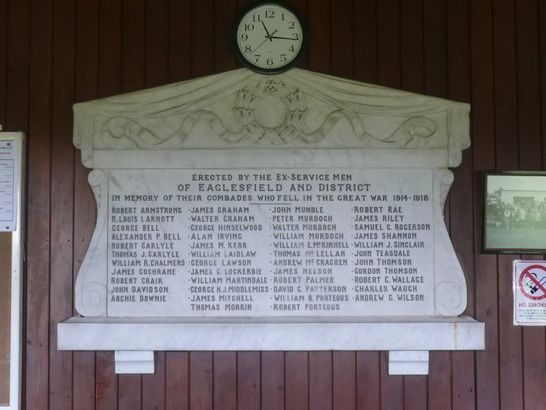 12
1
2
3
4
5
6
7
8
9
10
11
ERECTED BY THE EX-SERVICE MEN
OF EAGLESFIELD AND DISTRICT
IN MEMORY OF THEIR COMRADES WHO FELL IN THE GREAT WAR 1914-1918
ROBERT ARMSTRONG JAMES GRAHAM JOHN MUNDLE ROBERT RAE
R. LOUIS I. ARNOTT WALTER GRAHAM PETER MURDOCH JAMES RILEY
GEORGE BELL GEORGE HINSELWOOD WALTER MURDOCH SAMUEL C. ROGERSON
ALEXANDER P. BELL ALAN IRVING WILLIAM MURDOCH JAMES SHANNON
ROBERT CARLYLE JAMES M. KERR WILLIAM E. McKINNELL WILLIAM J. SINCLAIR
THOMAS J. CARLYLE WILLIAM LAIDLAW THOMAS McLELLAN JOHN TEASDALE
WILLIAM R. CHALMERS GEORGE LAWSON ANDREW McCRACHEN JOHN THOMSON
JAMES COCHRANE JAMES C. LOCKERBIE JAMES NELSON GORDON THOMSON
ROBERT CRAIK WILLIAM MARTINDALE ROBERT PALMER ROBERT C. WALLACE
JOHN DAVIDSON GEORGE H.J. MIDDLEMISS DAVID C. PATTERSON CHARLES WAUGH
ARCHIE DOWNIE JAMES MITCHELL WILLIAM B. PORTEOUS ANDREW G. WILSON
THOMAS MORRIN ROBERT PORTEOUS
NO SMOKING